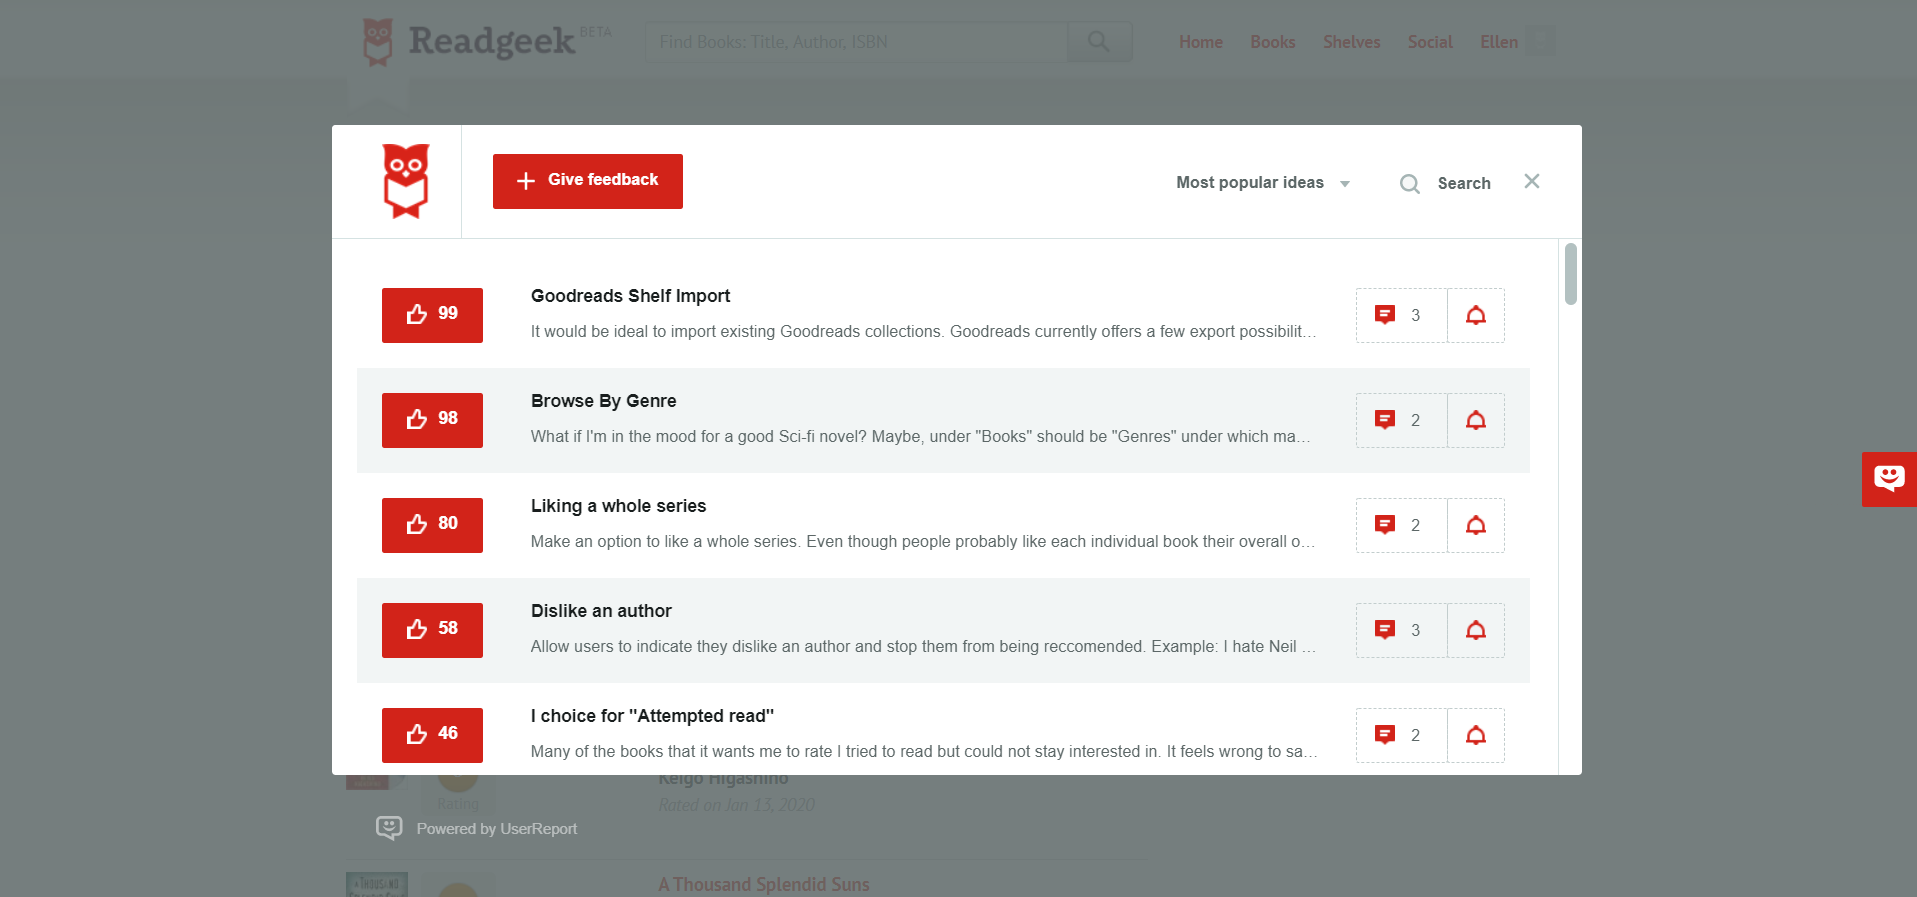 Readgeek BETA
Find Books: Title, Author, ISBN
Home Books Shelves Social Ellen
Give feedback
Most popular ideas
Search
99
Goodreads Shelf Import
It would be ideal to import existing Goodreads collections. Goodreads currently offers a few export possibilit...
3
98
Browse By Genre
What if I'm in the mood for a good Sci-fi novel? Maybe, under "Books" should be "Genres" under which ma...
2
80
Liking a whole series
Make an option to like a whole series. Even though people probably like each individual book their overall o...
2
58
Dislike an author
Allow users to indicate they dislike an author and stop them from being reccomended. Example: I hate Neil ...
3
46
I choice for "Attempted read"
Many of the books that it wants me to rate I tried to read but could not stay interested in. It feels wrong to sa...
2
Keigo Higashino
Rating
Rated on Jan 13, 2020
Powered by UserReport
A Thousand Splendid Suns
A THOUSAND